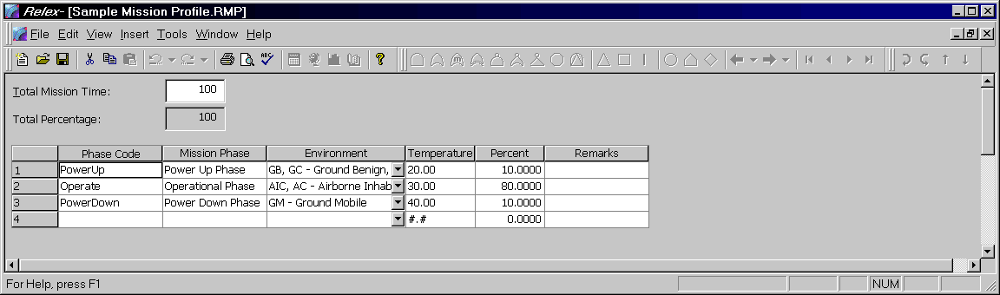 Relex - [Sample Mission Profile.RMP]
File Edit View Insert Tools Window Help
ABC ?
Total Mission Time: 100
Total Percentage: 100
Phase Code Mission Phase Environment Temperature Percent Remarks
1 PowerUp Power Up Phase GB, GC - Ground Benign, 20.00 10.0000
2 Operate Operational Phase AIC, AC - Airborne Inhab 30.00 80.0000
3 PowerDown Power Down Phase GM - Ground Mobile 40.00 10.0000
4 #.# 0.0000
For Help, press F1 NUM